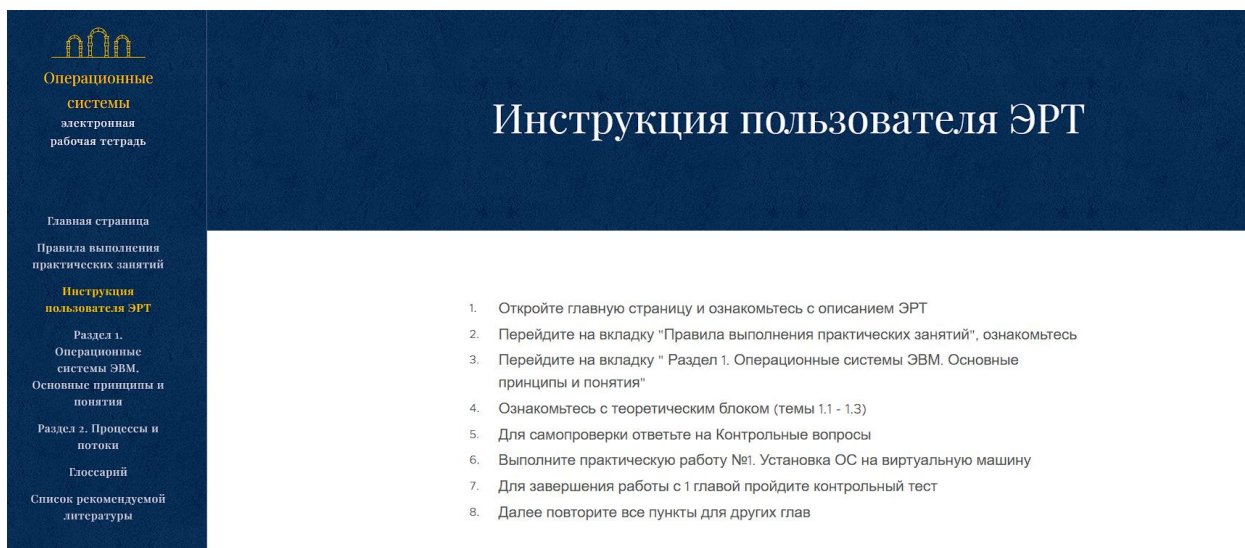 Операционные
системы
электронная
рабочая тетрадь
Главная страница
Правила выполнения
практических занятий
Инструкция
пользователя ЭРТ
Раздел 1.
Операционные
системы ЭВМ.
Основные принципы и
понятия
Раздел 2. Процессы и
потоки
Глоссарий
Список рекомендуемой
литературы
Инструкция пользователя ЭРТ
1. Откройте главную страницу и ознакомьтесь с описанием ЭРТ
2. Перейдите на вкладку "Правила выполнения практических занятий", ознакомьтесь
3. Перейдите на вкладку " Раздел 1. Операционные системы ЭВМ. Основные
принципы и понятия"
4. Ознакомьтесь с теоретическим блоком (темы 1.1 - 1.3)
5. Для самопроверки ответьте на Контрольные вопросы
6. Выполните практическую работу №1. Установка ОС на виртуальную машину
7. Для завершения работы с 1 главой пройдите контрольный тест
8. Далее повторите все пункты для других глав